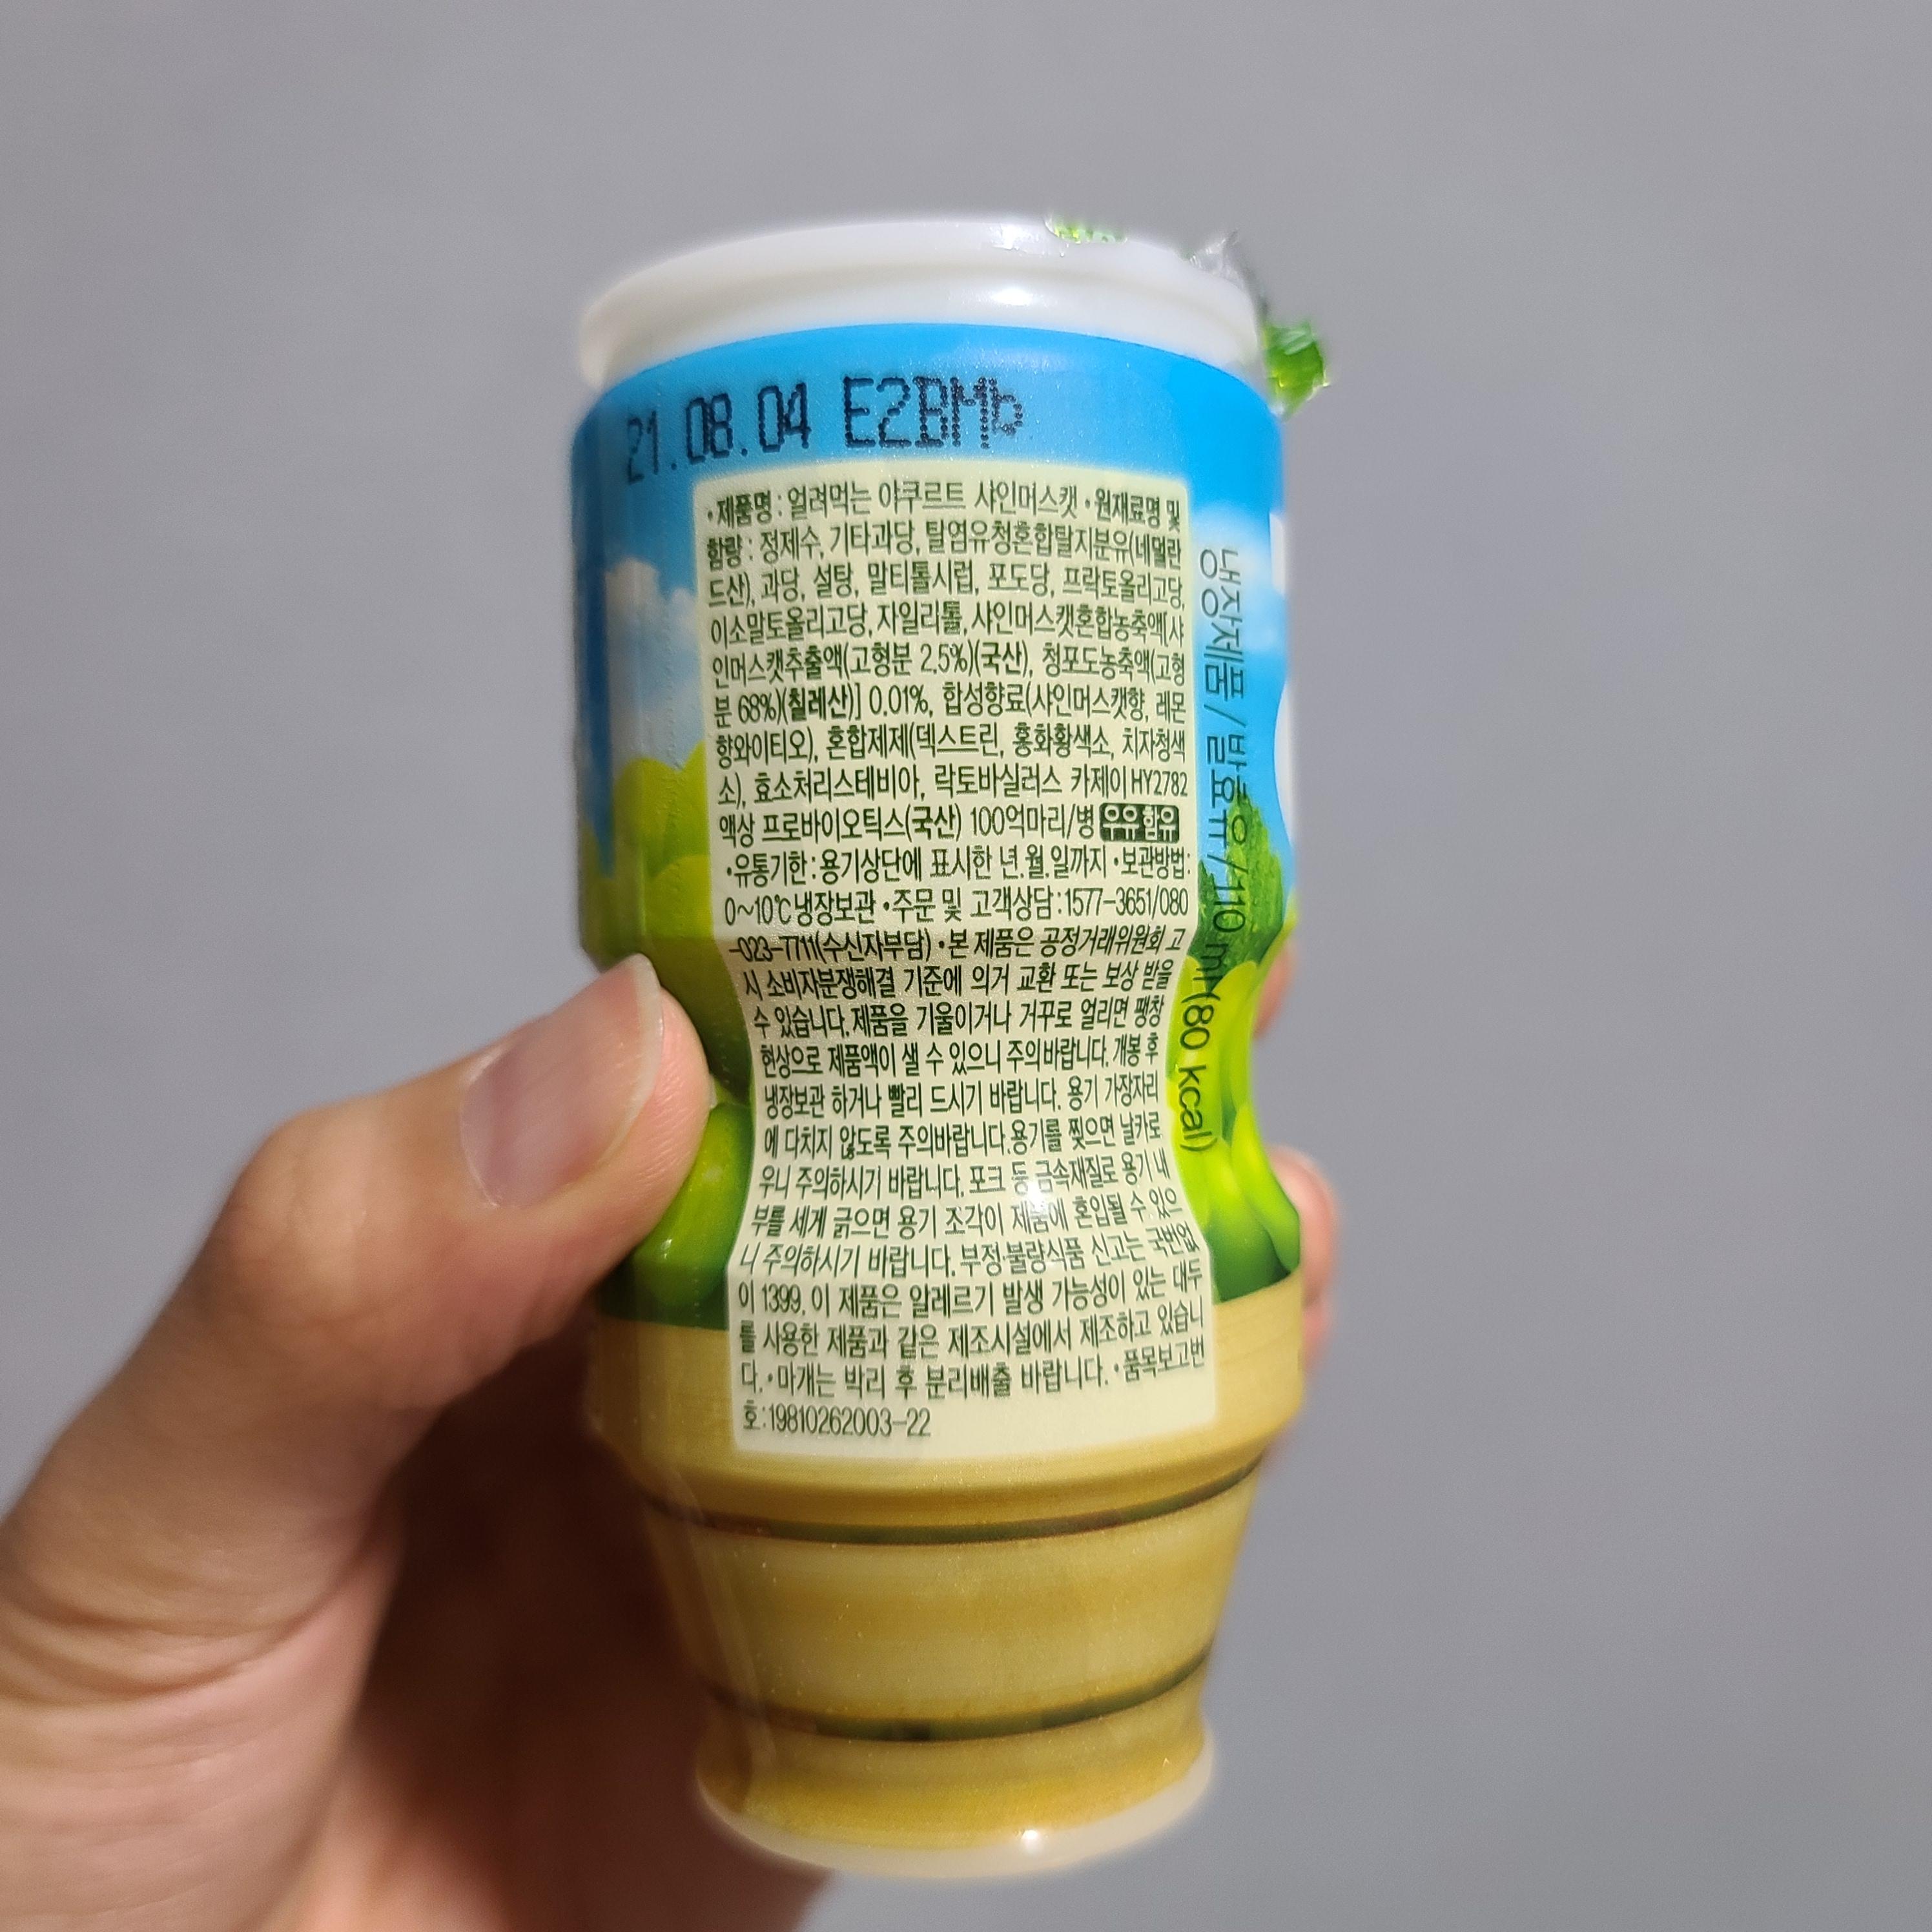 21.08.04 E2BM
•제품명 : 얼려먹는 야쿠르트 샤인머스캣 •원재료명 및
함량 : 정제수, 기타과당, 탈염유청혼합탈지분유(네덜란
드산), 과당, 설탕, 말티톨시럽, 포도당, 프락토올리고당,
이소말토올리고당, 자일리톨, 샤인머스캣혼합농축액[샤
인머스캣추출액(고형분 2.5%)(국산), 청포도농축액(고형
분 68%)(칠레산)] 0.01%, 합성향료(샤인머스캣향, 레몬
향와이티오), 혼합제제(덱스트린, 홍화황색소, 치자청색
소), 효소처리스테비아, 락토바실러스 카제이 HY2782
액상 프로바이오틱스(국산) 100억마리/병 우유 함유
•유통기한 : 용기상단에 표시한 년.월.일까지 •보관방법:
0~10℃ 냉장보관 •주문 및 고객상담 : 1577-3651/080
-023-7711(수신자부담) •본 제품은 공정거래위원회 고
시 소비자분쟁해결 기준에 의거 교환 또는 보상 받을
수 있습니다. 제품을 기울이거나 거꾸로 얼리면 팽창
현상으로 제품액이 샐 수 있으니 주의 바랍니다. 개봉 후
냉장보관 하거나 빨리 드시기 바랍니다. 용기 가장자리
에 다치지 않도록 주의바랍니다.용기를 찢으면 날카로
우니 주의하시기 바랍니다. 포크 등 금속재질로 용기 내
부를 세게 긁으면 용기 조각이 제품에 혼입될 수 있으
니 주의하시기 바랍니다. 부정·불량식품 신고는 국번없
이 1399. 이 제품은 알레르기 발생 가능성이 있는 대두
를 사용한 제품과 같은 제조시설에서 제조하고 있습니
다. •마개는 박리 후 분리배출 바랍니다. •품목보고번
호 : 19810262003-22
냉장제품 / 발효유 / 110 ml (80 kcal)